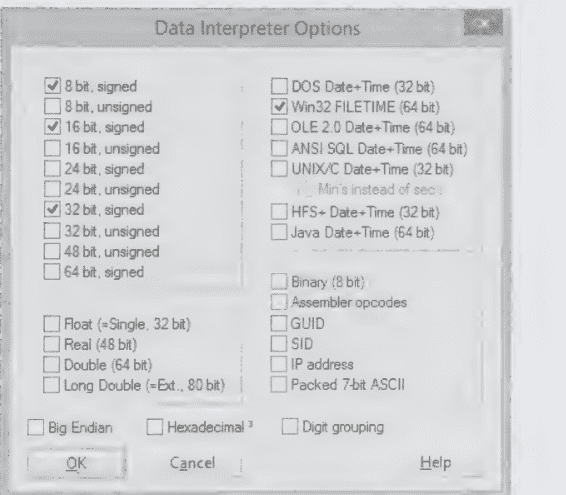 Data Interpreter Options
8 bit, signed
8 bit, unsigned
16 bit, signed
16 bit, unsigned
24 bit, signed
24 bit, unsigned
32 bit, signed
32 bit, unsigned
48 bit, unsigned
64 bit, signed
DOS Date+Time (32 bit)
Win32 FILETIME (64 bit)
OLE 2.0 Date+Time (64 bit)
ANSI SQL Date+Time (64 bit)
UNIX/C Date+Time (32 bit)
Min's instead of sec.
HFS+ Date+Time (32 bit)
Java Date+Time (64 bit)
Float (=Single, 32 bit)
Real (48 bit)
Double (64 bit)
Long Double (=Ext., 80 bit)
Binary (8 bit)
Assembler opcodes
GUID
SID
IP address
Packed 7-bit ASCII
Big Endian
Hexadecimal ³
Digit grouping
OK
Cancel
Help